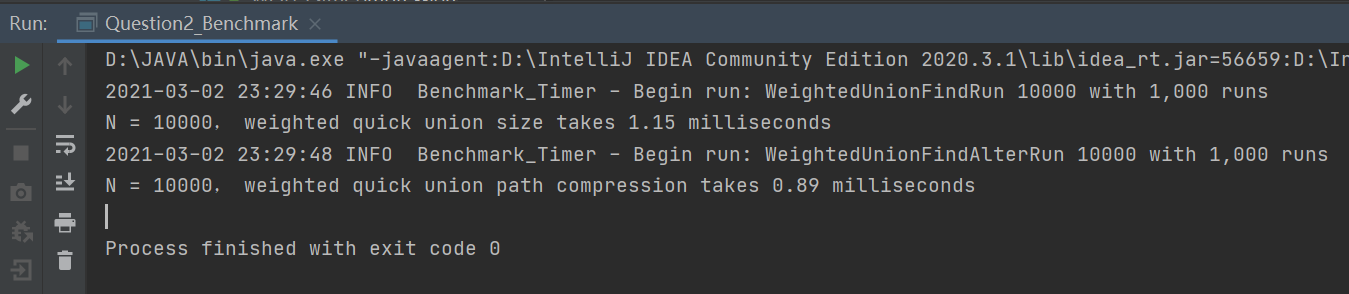 Run: Question2_Benchmark
D:\JAVA\bin\java.exe "-javaagent:D:\IntelliJ IDEA Community Edition 2020.3.1\lib\idea_rt.jar=56659:D:\In
2021-03-02 23:29:46 INFO  Benchmark_Timer - Begin run: WeightedUnionFindRun 10000 with 1,000 runs
N = 10000， weighted quick union size takes 1.15 milliseconds
2021-03-02 23:29:48 INFO  Benchmark_Timer - Begin run: WeightedUnionFindAlterRun 10000 with 1,000 runs
N = 10000， weighted quick union path compression takes 0.89 milliseconds
Process finished with exit code 0